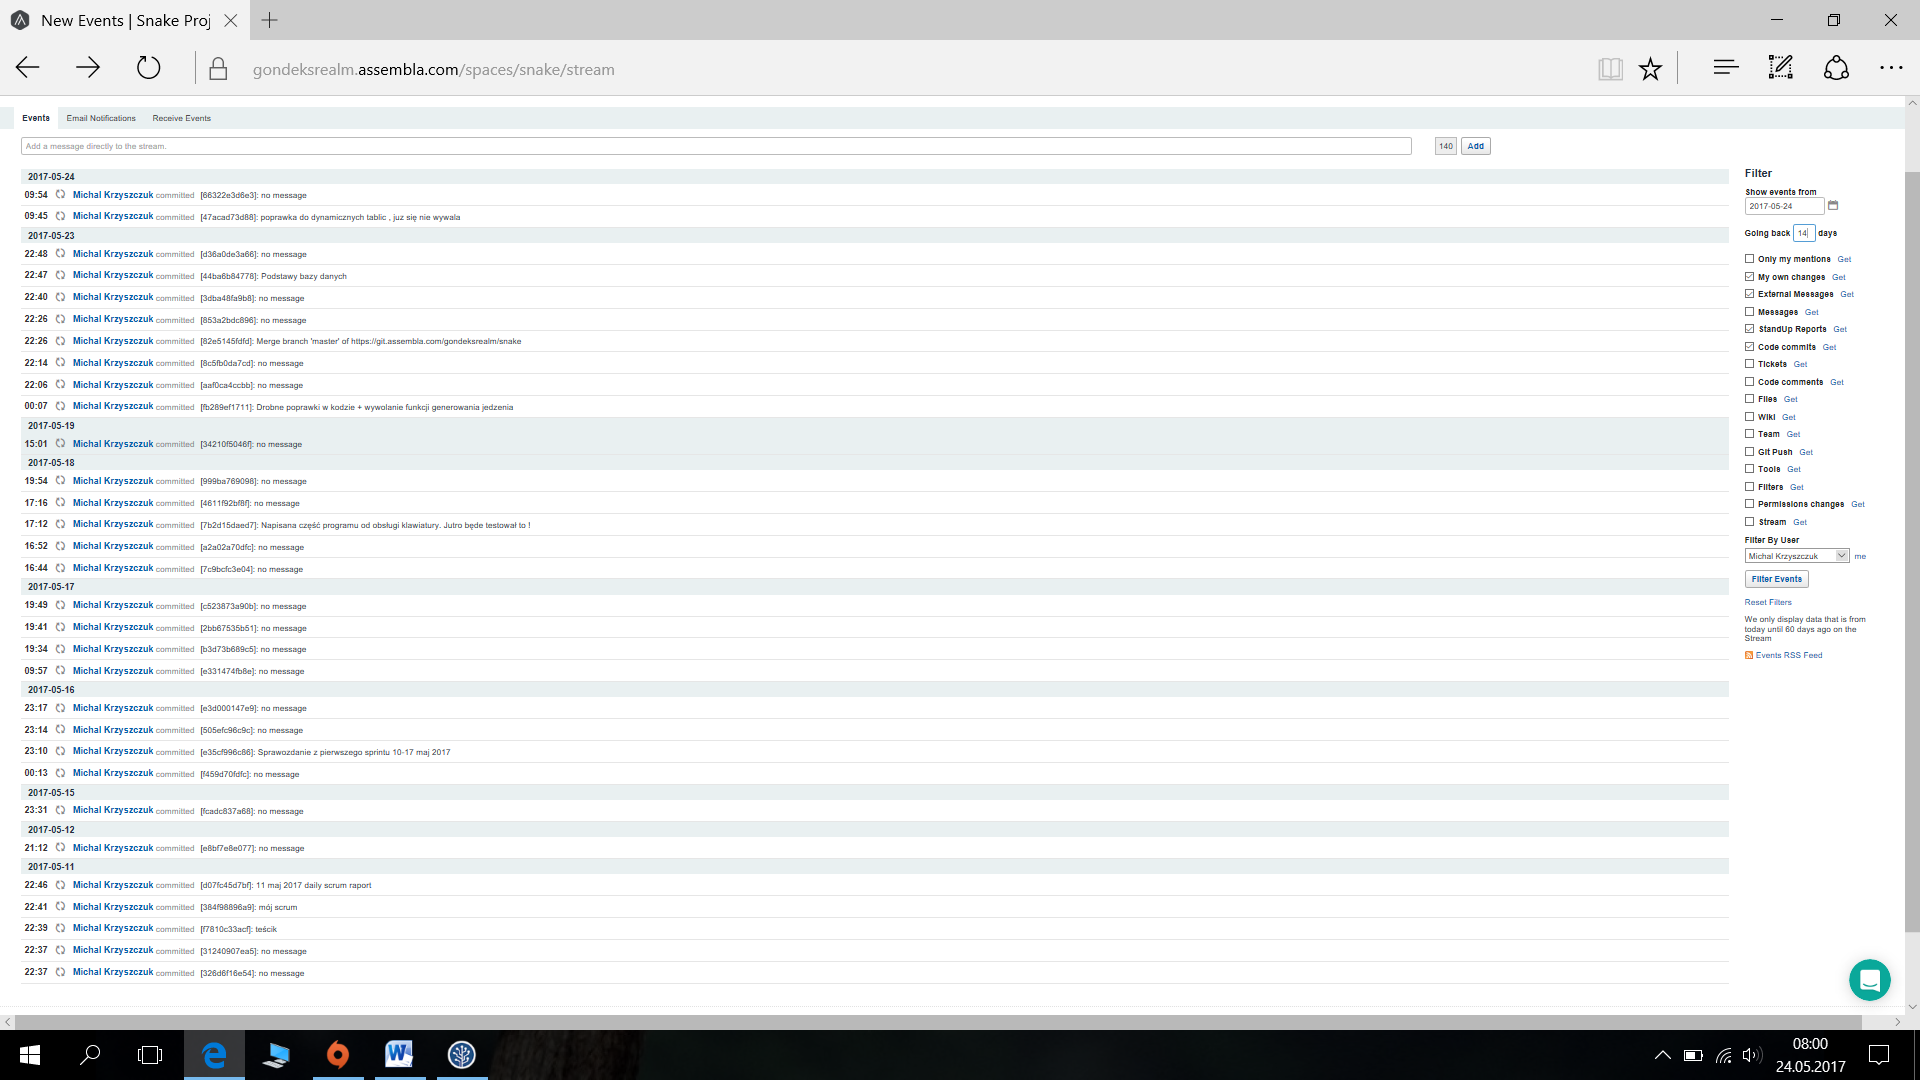 New Events | Snake Proj
gondeksrealm.assembla.com/spaces/snake/stream
Events Email Notifications Receive Events
Add a message directly to the stream. 140 Add
2017-05-24
09:54 Michal Krzyszczuk committed [66322e3d6e3]: no message
09:45 Michal Krzyszczuk committed [47acad73d88]: poprawka do dynamicznych tablic , juz się nie wywala
2017-05-23
22:48 Michal Krzyszczuk committed [d36a0de3a66]: no message
22:47 Michal Krzyszczuk committed [44ba6b84778]: Podstawy bazy danych
22:40 Michal Krzyszczuk committed [3dba48fa9b8]: no message
22:26 Michal Krzyszczuk committed [853a2bdc896]: no message
22:26 Michal Krzyszczuk committed [82e5145fdfd]: Merge branch 'master' of https://git.assembla.com/gondeksrealm/snake
22:14 Michal Krzyszczuk committed [8c5fb0da7cd]: no message
22:06 Michal Krzyszczuk committed [aaf0ca4ccbb]: no message
00:07 Michal Krzyszczuk committed [fb289ef1711]: Drobne poprawki w kodzie + wywolanie funkcji generowania jedzenia
2017-05-19
15:01 Michal Krzyszczuk committed [34210f5046f]: no message
2017-05-18
19:54 Michal Krzyszczuk committed [999ba769098]: no message
17:16 Michal Krzyszczuk committed [4611f92bf8f]: no message
17:12 Michal Krzyszczuk committed [7b2d15daed7]: Napisana część programu od obsługi klawiatury. Jutro będe testował to !
16:52 Michal Krzyszczuk committed [a2a02a70dfc]: no message
16:44 Michal Krzyszczuk committed [7c9bcfc3e04]: no message
2017-05-17
19:49 Michal Krzyszczuk committed [c523873a90b]: no message
19:41 Michal Krzyszczuk committed [2bb67535b51]: no message
19:34 Michal Krzyszczuk committed [b3d73b689c5]: no message
09:57 Michal Krzyszczuk committed [e331474fb8e]: no message
2017-05-16
23:17 Michal Krzyszczuk committed [e3d000147e9]: no message
23:14 Michal Krzyszczuk committed [505efc96c9c]: no message
23:10 Michal Krzyszczuk committed [e35cf996c86]: Sprawozdanie z pierwszego sprintu 10-17 maj 2017
00:13 Michal Krzyszczuk committed [f459d70fdfc]: no message
2017-05-15
23:31 Michal Krzyszczuk committed [fcadc837a68]: no message
2017-05-12
21:12 Michal Krzyszczuk committed [e8bf7e8e077]: no message
2017-05-11
22:46 Michal Krzyszczuk committed [d07fc45d7bf]: 11 maj 2017 daily scrum raport
22:41 Michal Krzyszczuk committed [384f98896a9]: mój scrum
22:39 Michal Krzyszczuk committed [f7810c33acf]: teścik
22:37 Michal Krzyszczuk committed [31240907ea5]: no message
22:37 Michal Krzyszczuk committed [326d6f16e54]: no message
Filter
Show events from
2017-05-24
Going back 14 days
Only my mentions Get
My own changes Get
External Messages Get
Messages Get
StandUp Reports Get
Code commits Get
Tickets Get
Code comments Get
Files Get
Wiki Get
Team Get
Git Push Get
Tools Get
Filters Get
Permissions changes Get
Stream Get
Filter By User
Michal Krzyszczuk me
Filter Events
Reset Filters
We only display data that is from
today until 60 days ago on the
Stream
Events RSS Feed
08:00
24.05.2017